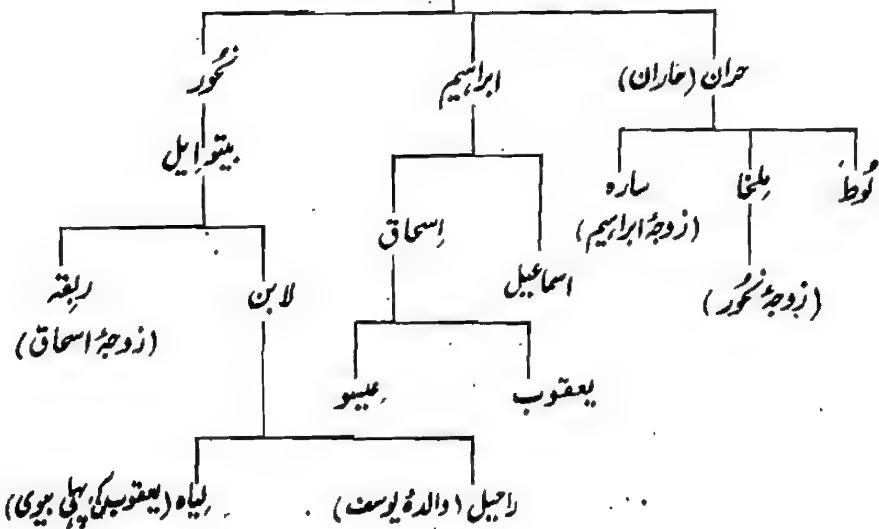 حران (حاران) ابراہیم نحور
بیتوایل
لوط ملخا سارہ
(زوجۂ ابراہیم)
اسحاق
لابن ربقہ
اسماعیل
(زوجۂ نحور)
(زوجۂ اسحاق)
یعقوب عیسو
راحیل (والدۂ یوسف) لیاہ (یعقوب کی پہلی بیوی)